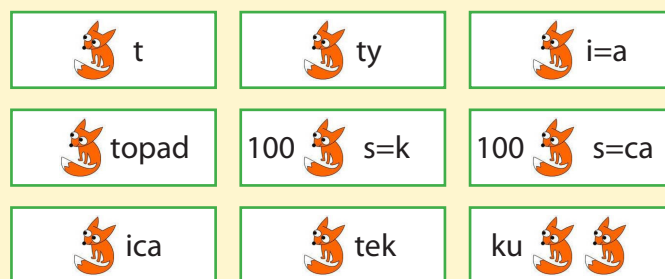 t ty i=a
topad 100 s=k 100 s=ca
ica tek ku